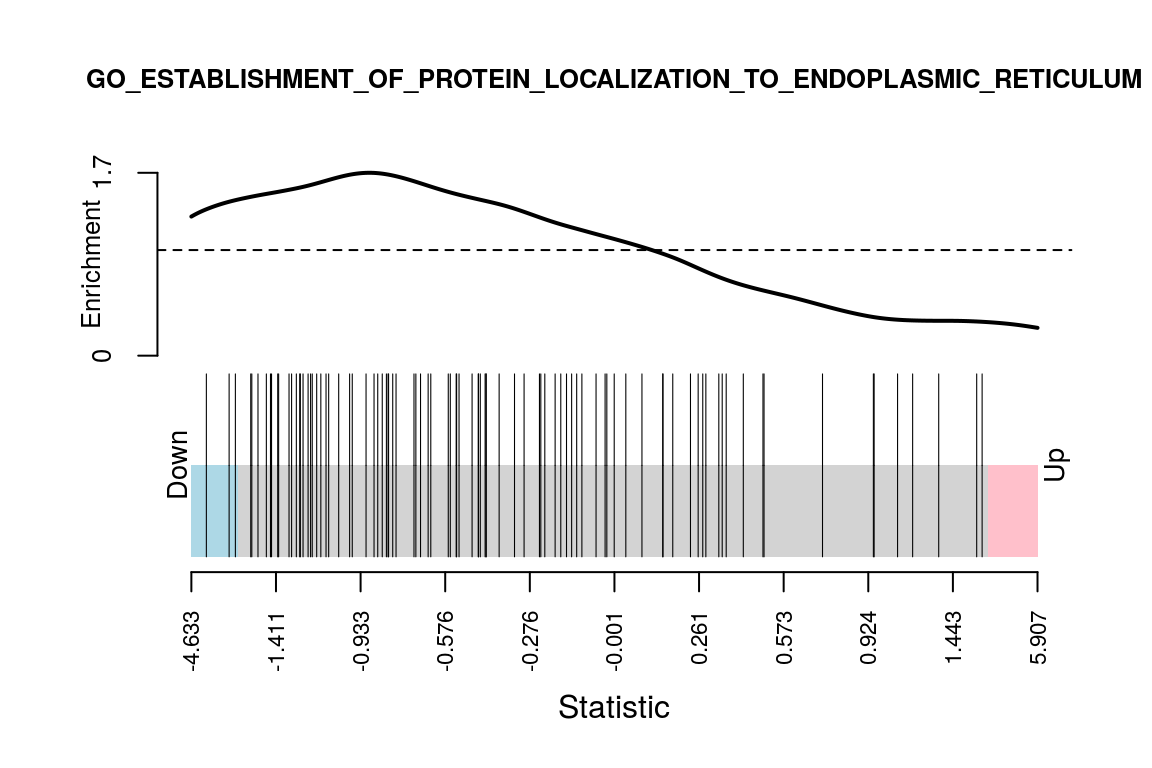 GO_ESTABLISHMENT_OF_PROTEIN_LOCALIZATION_TO_ENDOPLASMIC_RETICULUM
1.7
Enrichment
0
Down
Up
-4.633 -1.411 -0.933 -0.576 -0.276 -0.001 0.261 0.573 0.924 1.443 5.907
Statistic